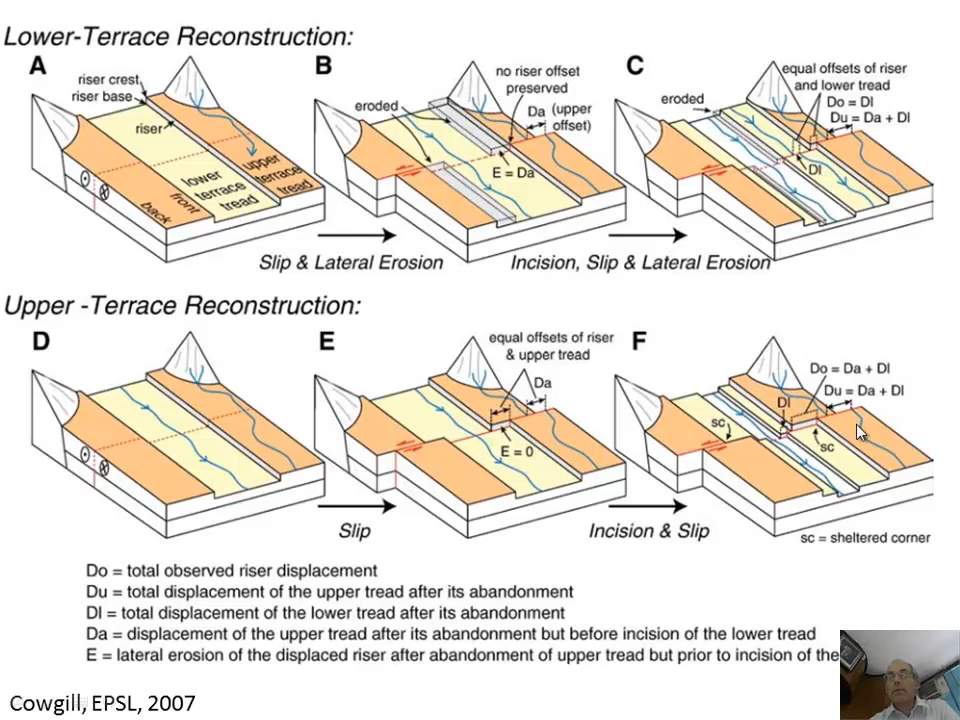 Lower-Terrace Reconstruction:
A
riser crest
riser base
riser
upper terrace tread
lower terrace tread
front
back
B
no riser offset
preserved
eroded
Da (upper
offset)
E = Da
C
equal offsets of riser
and lower tread
eroded
Do = Dl
Du = Da + Dl
Dl
Slip & Lateral Erosion
Incision, Slip & Lateral Erosion
Upper -Terrace Reconstruction:
D
E
equal offsets of riser
& upper tread
Da
E = 0
F
Do = Da + Dl
Du = Da + Dl
Dl
sc
sc
Slip
Incision & Slip
sc = sheltered corner
Do = total observed riser displacement
Du = total displacement of the upper tread after its abandonment
Dl = total displacement of the lower tread after its abandonment
Da = displacement of the upper tread after its abandonment but before incision of the lower tread
E = lateral erosion of the displaced riser after abandonment of upper tread but prior to incision of the
Cowgill, EPSL, 2007